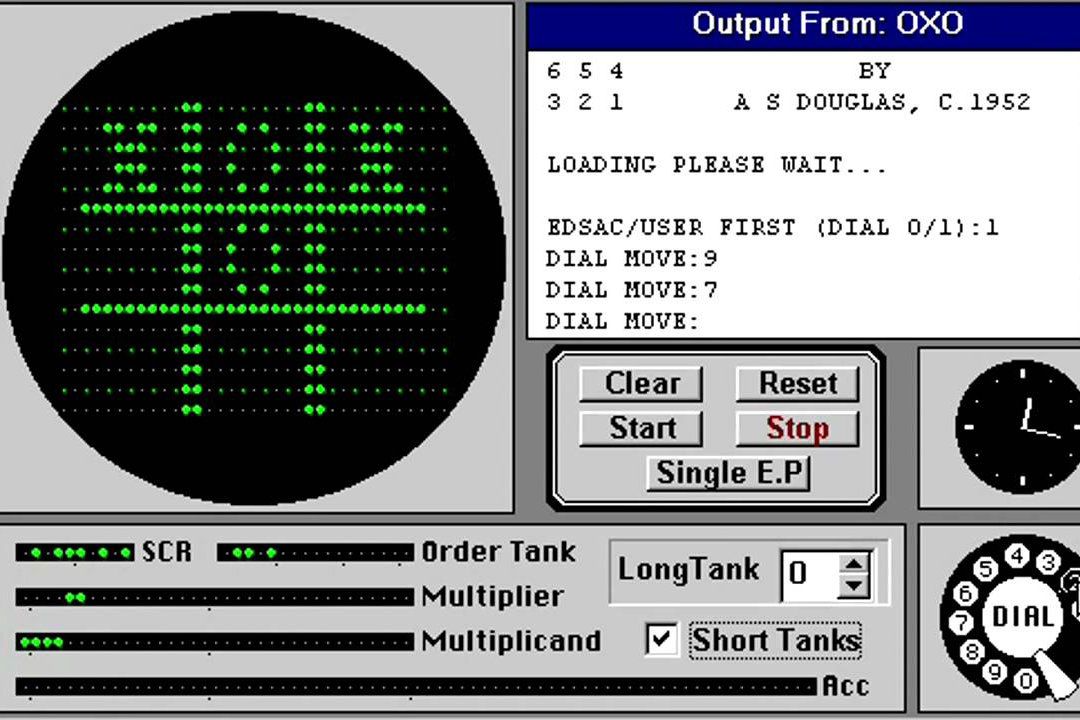 Output From: OXO
6 5 4 BY
3 2 1 A S DOUGLAS, C.1952
LOADING PLEASE WAIT...
EDSAC/USER FIRST (DIAL 0/1):1
DIAL MOVE:9
DIAL MOVE:7
DIAL MOVE:
Clear Reset
Start Stop
Single E.P
SCR Order Tank
LongTank 0
Multiplier
Multiplicand
Short Tanks
Acc
4 3
5 2
6
7 DIAL
8
9 0